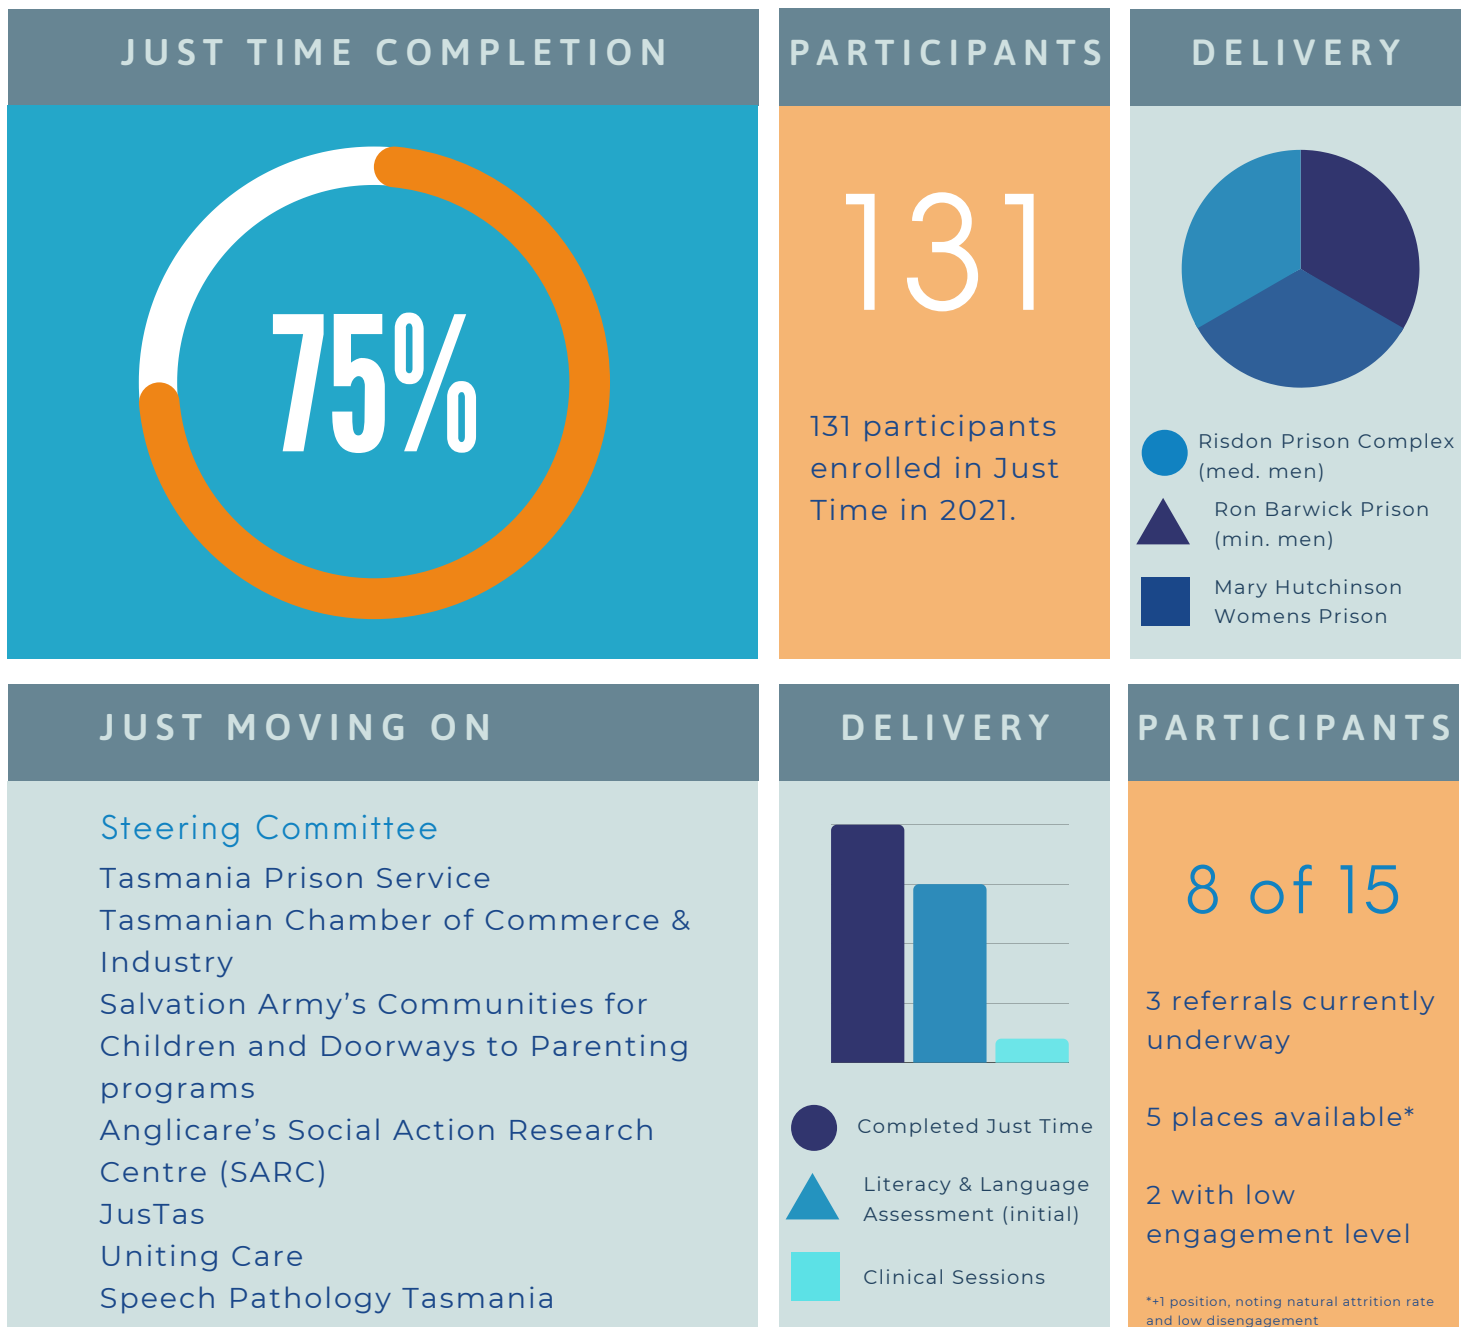 JUST TIME COMPLETION
75%
PARTICIPANTS
131
131 participants
enrolled in Just
Time in 2021.
DELIVERY
Risdon Prison Complex
(med. men)
Ron Barwick Prison
(min. men)
Mary Hutchinson
Womens Prison
JUST MOVING ON
Steering Committee
Tasmania Prison Service
Tasmanian Chamber of Commerce &
Industry
Salvation Army’s Communities for
Children and Doorways to Parenting
programs
Anglicare’s Social Action Research
Centre (SARC)
JusTas
Uniting Care
Speech Pathology Tasmania
DELIVERY
Completed Just Time
Literacy & Language
Assessment (initial)
Clinical Sessions
PARTICIPANTS
8 of 15
3 referrals currently
underway
5 places available*
2 with low
engagement level
*+1 position, noting natural attrition rate
and low disengagement